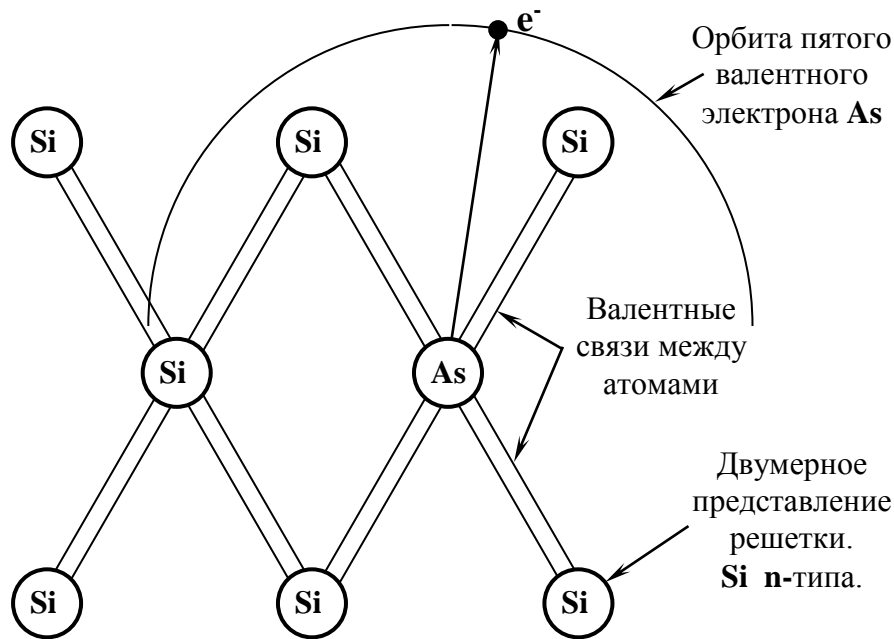 e-
Орбита пятого
валентного
электрона As
Si
Si
Si
Валентные
связи между
атомами
Si
As
Двумерное
представление
решетки.
Si n-типа.
Si
Si
Si